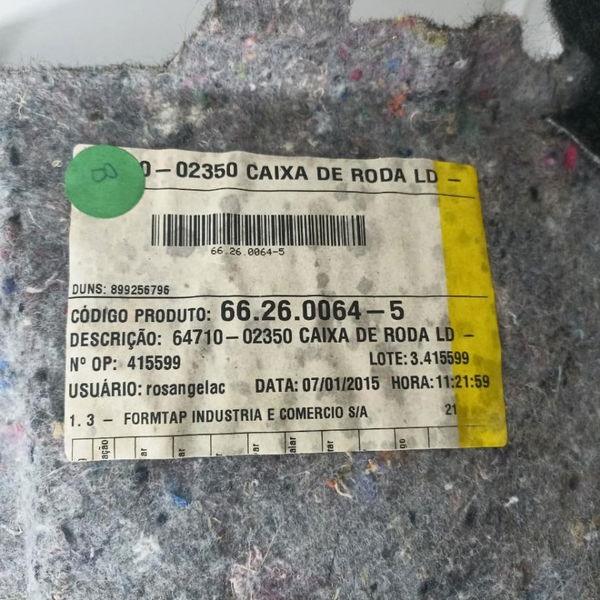 8
0-02350 CAIXA DE RODA LD -
66.26.0064-5
DUNS: 899256796
CÓDIGO PRODUTO: 66.26.0064-5
DESCRIÇÃO: 64710-02350 CAIXA DE RODA LD -
Nº OP: 415599 LOTE: 3.415599
USUÁRIO: rosangelac DATA: 07/01/2015 HORA: 11:21:59
1. 3 - FORMTAP INDUSTRIA E COMERCIO S/A 21